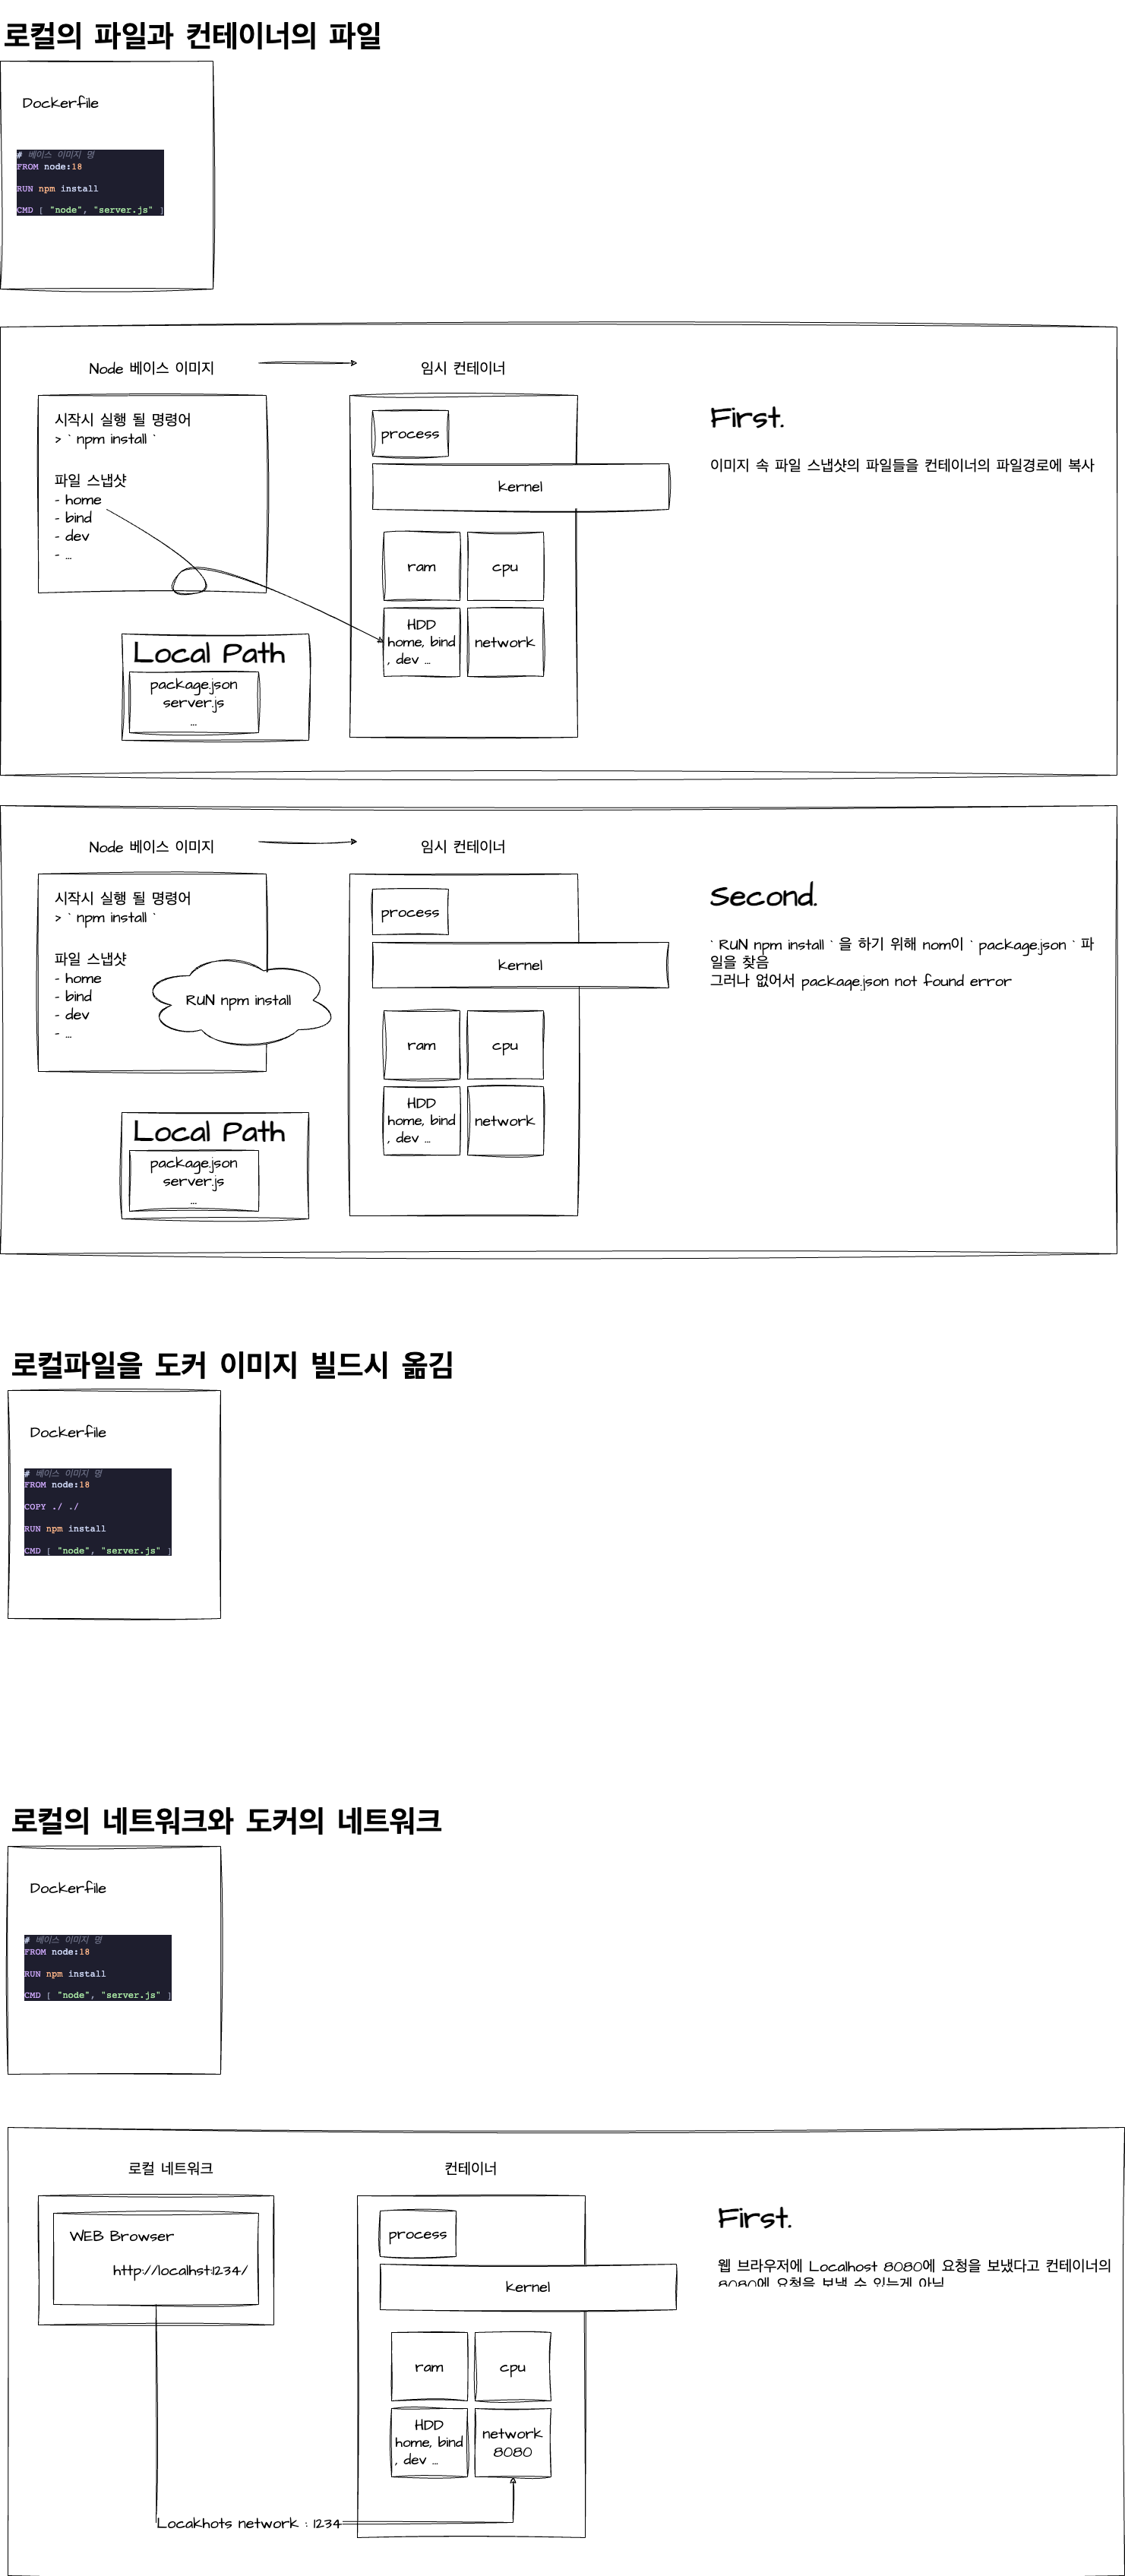 로컬의 파일과 컨테이너의 파일
Dockerfile
# 베이스 이미지 명
FROM node:18
RUN npm install
CMD [ "node", "server.js" ]
Node 베이스 이미지
임시 컨테이너
시작시 실행 될 명령어
> ` npm install `
파일 스냅샷
- home
- bind
- dev
- ...
process
kernel
ram
cpu
HDD
home, bind
, dev ...
network
Local Path
package.json
server.js
...
First.
이미지 속 파일 스냅샷의 파일들을 컨테이너의 파일경로에 복사
Node 베이스 이미지
임시 컨테이너
시작시 실행 될 명령어
> ` npm install `
파일 스냅샷
- home
- bind
- dev
- ...
RUN npm install
process
kernel
ram
cpu
HDD
home, bind
, dev ...
network
Local Path
package.json
server.js
...
Second.
` RUN npm install ` 을 하기 위해 nom이 ` package.json ` 파
일을 찾음
그러나 없어서 package.json not found error
로컬파일을 도커 이미지 빌드시 옮김
Dockerfile
# 베이스 이미지 명
FROM node:18
COPY ./ ./
RUN npm install
CMD [ "node", "server.js" ]
로컬의 네트워크와 도커의 네트워크
Dockerfile
# 베이스 이미지 명
FROM node:18
RUN npm install
CMD [ "node", "server.js" ]
로컬 네트워크
컨테이너
WEB Browser
http://localhst:1234/
process
kernel
ram
cpu
HDD
home, bind
, dev ...
network
8080
Locakhots network : 1234
First.
웹 브라우저에 Localhost 8080에 요청을 보냈다고 컨테이너의
8080에 요청을 보낼 수 있는게 아님